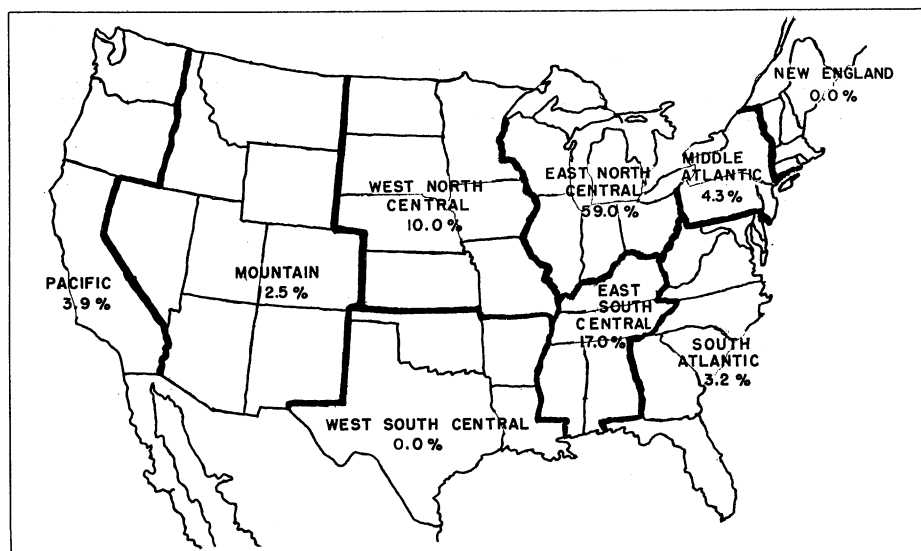 NEW ENGLAND
0.0 %
MIDDLE
ATLANTIC
4.3 %
EAST NORTH
CENTRAL
59.0 %
WEST NORTH
CENTRAL
10.0 %
MOUNTAIN
2.5 %
PACIFIC
3.9 %
EAST
SOUTH
CENTRAL
17.0 %
SOUTH
ATLANTIC
3.2 %
WEST SOUTH CENTRAL
0.0 %